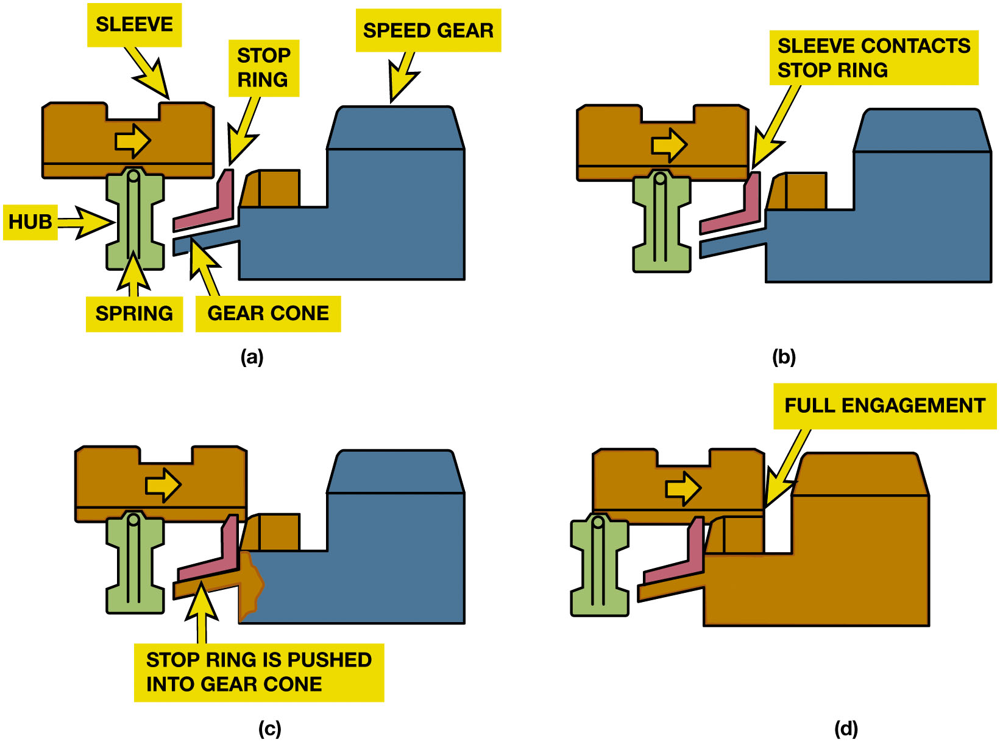 SLEEVE
STOP
RING
SPEED GEAR
HUB
SPRING
GEAR CONE
(a)
SLEEVE CONTACTS
STOP RING
(b)
STOP RING IS PUSHED
INTO GEAR CONE
(c)
FULL ENGAGEMENT
(d)